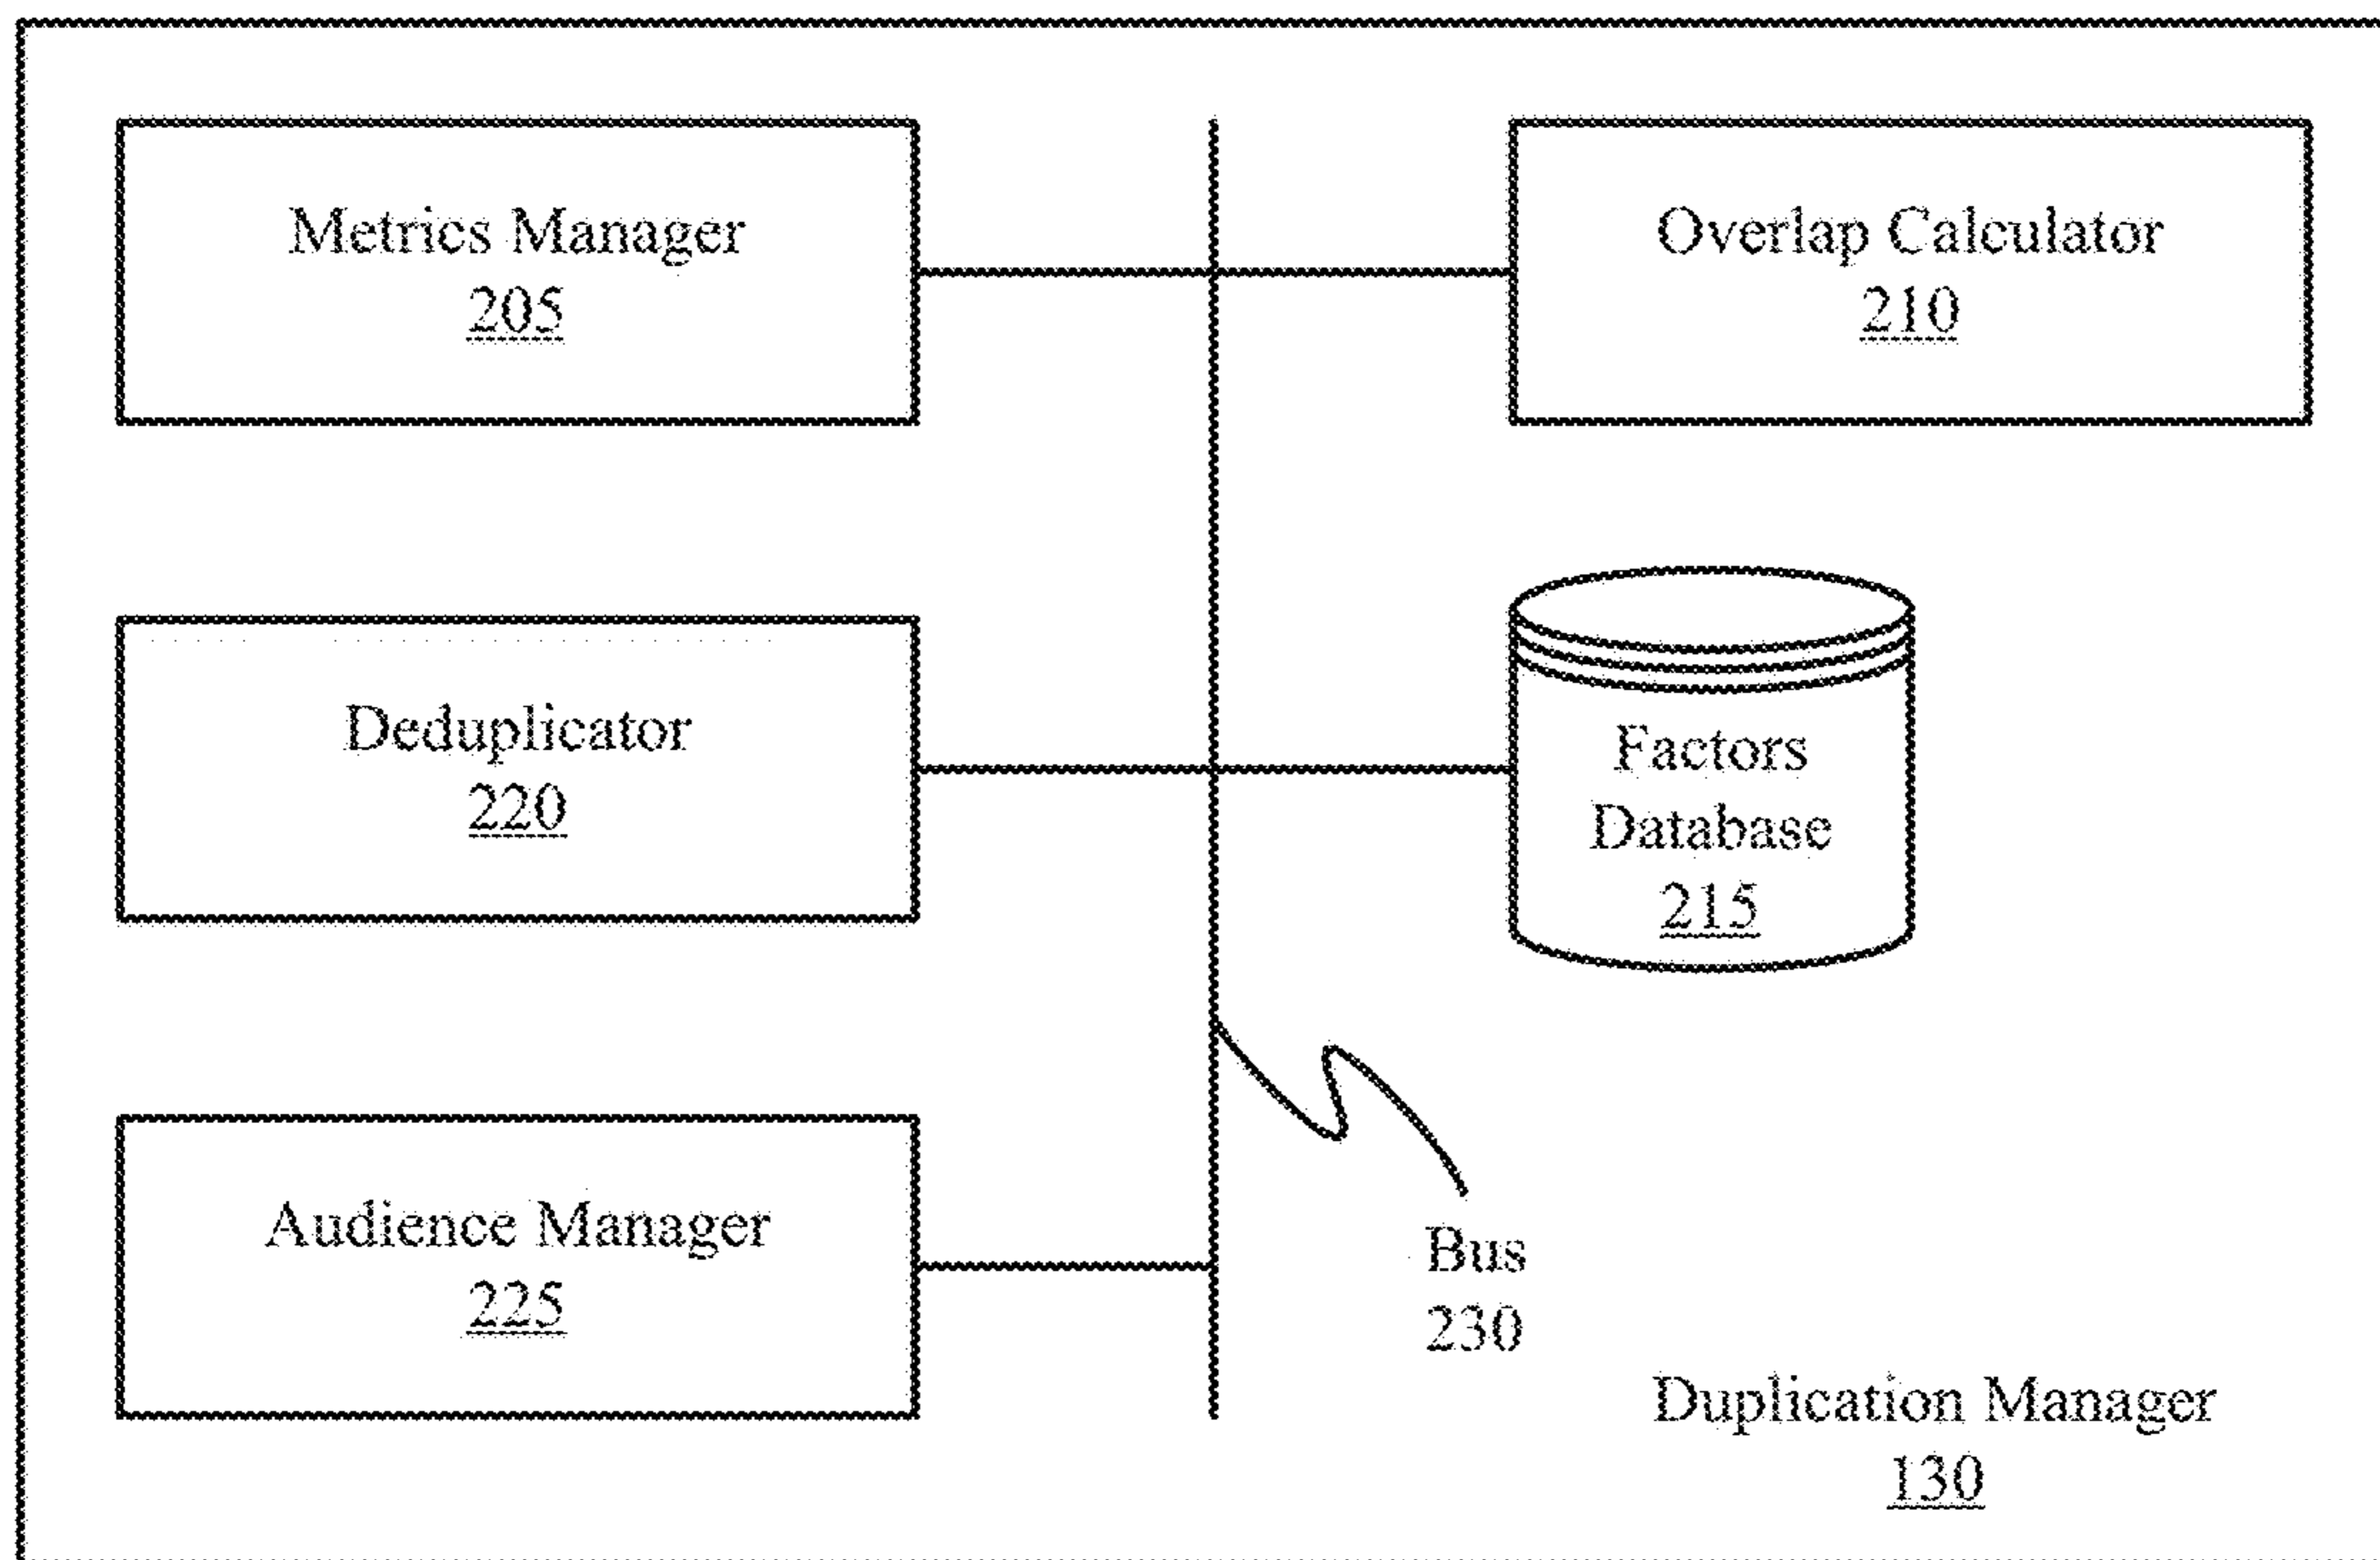 Metrics Manager
205
Overlap Calculator
210
Deduplicator
220
Factors
Database
215
Audience Manager
225
Bus
230
Duplication Manager
130